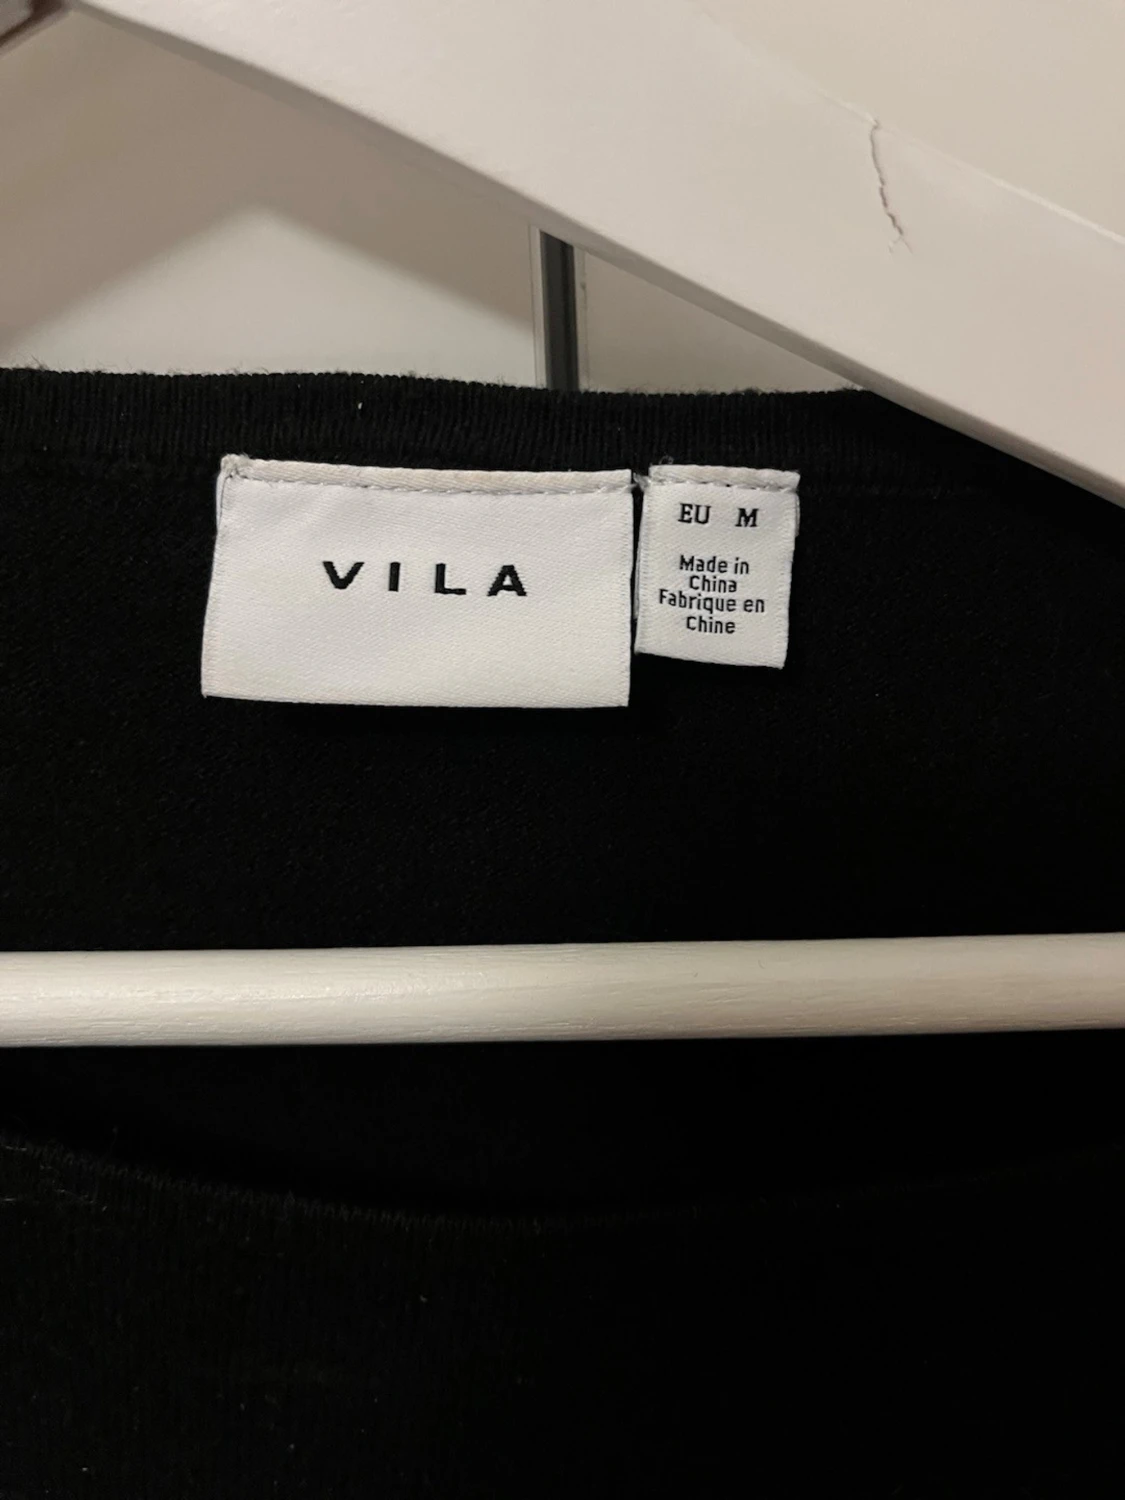 VILA
EU M
Made in
China
Fabrique en
Chine